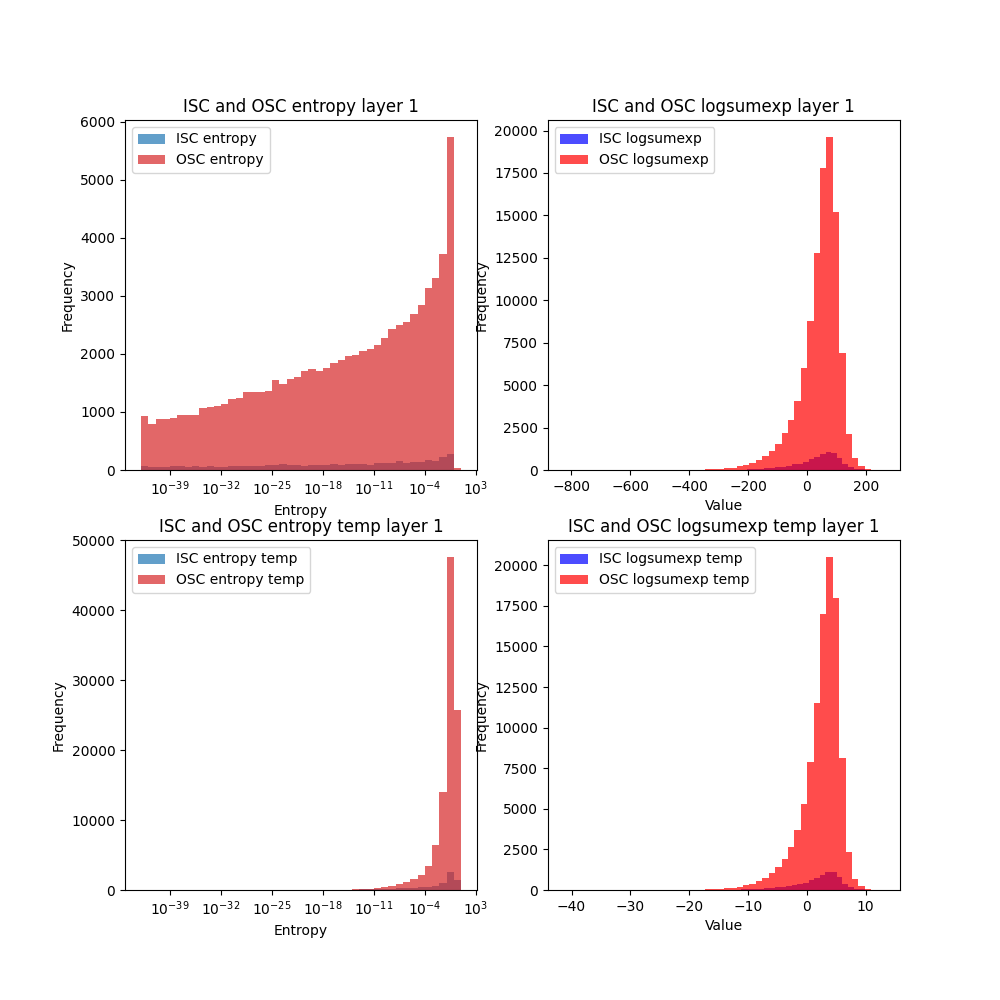 ISC and OSC entropy layer 1
ISC entropy
OSC entropy
Frequency
6000
5000
4000
3000
2000
1000
0
10⁻³⁹ 10⁻³² 10⁻²⁵ 10⁻¹⁸ 10⁻¹¹ 10⁻⁴ 10³
Entropy
ISC and OSC logsumexp layer 1
ISC logsumexp
OSC logsumexp
Frequency
20000
17500
15000
12500
10000
7500
5000
2500
0
−800 −600 −400 −200 0 200
Value
ISC and OSC entropy temp layer 1
ISC entropy temp
OSC entropy temp
Frequency
50000
40000
30000
20000
10000
0
10⁻³⁹ 10⁻³² 10⁻²⁵ 10⁻¹⁸ 10⁻¹¹ 10⁻⁴ 10³
Entropy
ISC and OSC logsumexp temp layer 1
ISC logsumexp temp
OSC logsumexp temp
Frequency
20000
17500
15000
12500
10000
7500
5000
2500
0
−40 −30 −20 −10 0 10
Value